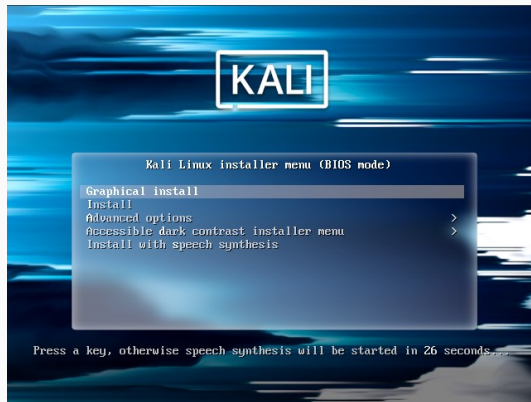 KALI
Kali Linux installer menu (BIOS mode)
Graphical install
Install
Advanced options >
Accessible dark contrast installer menu >
Install with speech synthesis
Press a key, otherwise speech synthesis will be started in 26 seconds...